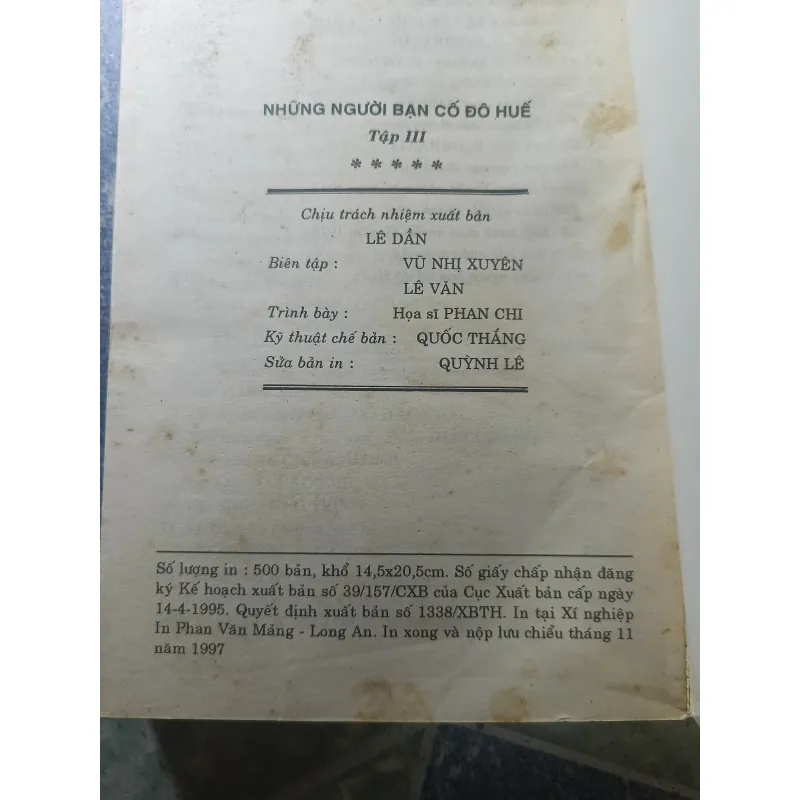 NHỮNG NGƯỜI BẠN CỐ ĐÔ HUẾ
Tập III
* * * * *
Chịu trách nhiệm xuất bản
LÊ DẦN
Biên tập : VŨ NHỊ XUYÊN
LÊ VĂN
Trình bày : Họa sĩ PHAN CHI
Kỹ thuật chế bản : QUỐC THẮNG
Sửa bản in : QUỲNH LÊ
Số lượng in : 500 bản, khổ 14,5x20,5cm. Số giấy chấp nhận đăng
ký Kế hoạch xuất bản số 39/157/CXB của Cục Xuất bản cấp ngày
14-4-1995. Quyết định xuất bản số 1338/XBTH. In tại Xí nghiệp
In Phan Văn Mảng - Long An. In xong và nộp lưu chiểu tháng 11
năm 1997